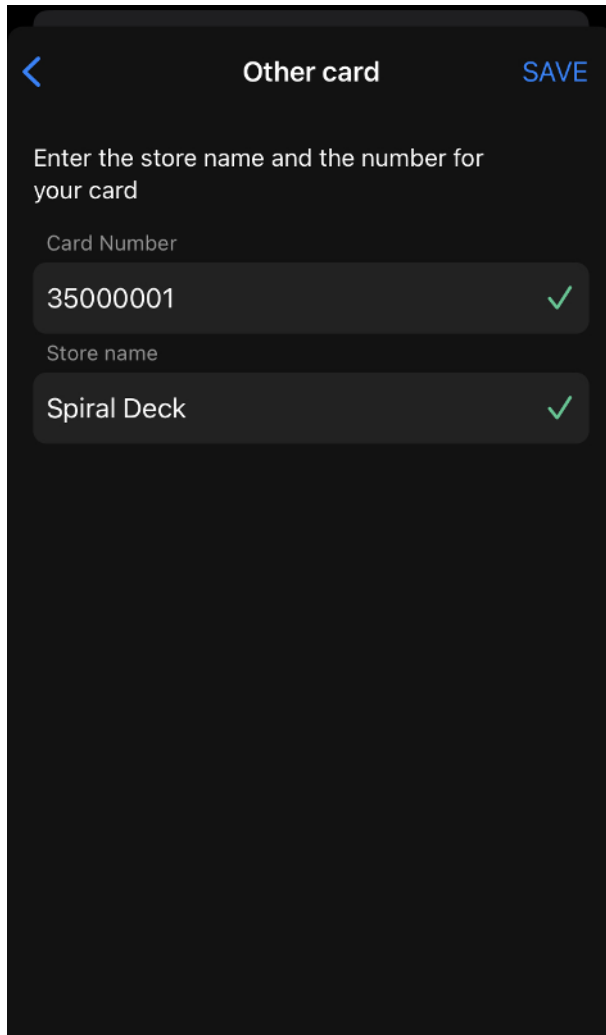 Other card
SAVE
Enter the store name and the number for
your card
Card Number
35000001
Store name
Spiral Deck